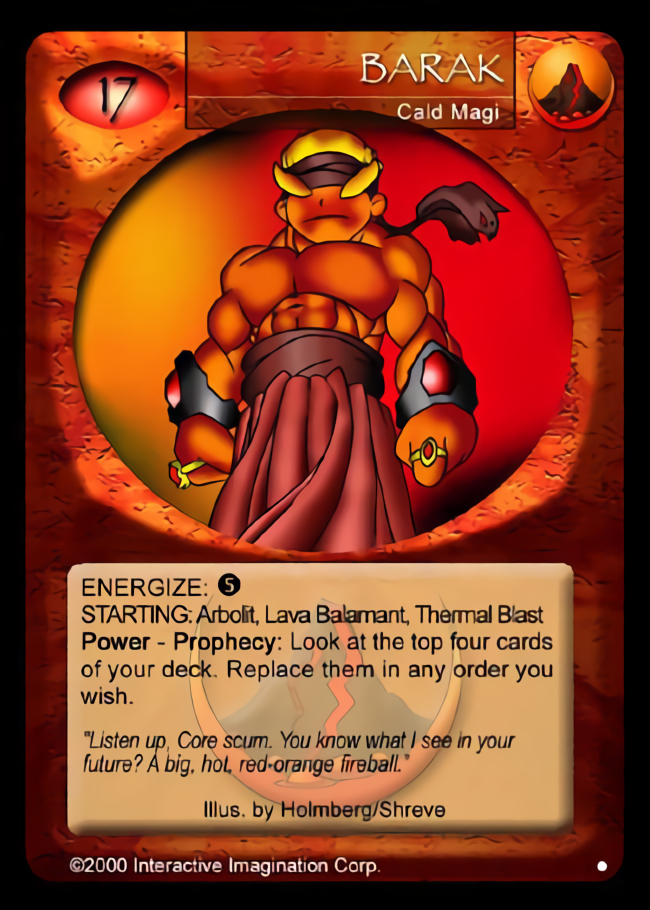 17
BARAK
Cald Magi
ENERGIZE: 5
STARTING: Arbolit, Lava Balamant, Thermal Blast
Power - Prophecy: Look at the top four cards
of your deck. Replace them in any order you
wish.
"Listen up, Core scum. You know what I see in your
future? A big, hot, red-orange fireball."
Illus. by Holmberg/Shreve
©2000 Interactive Imagination Corp.